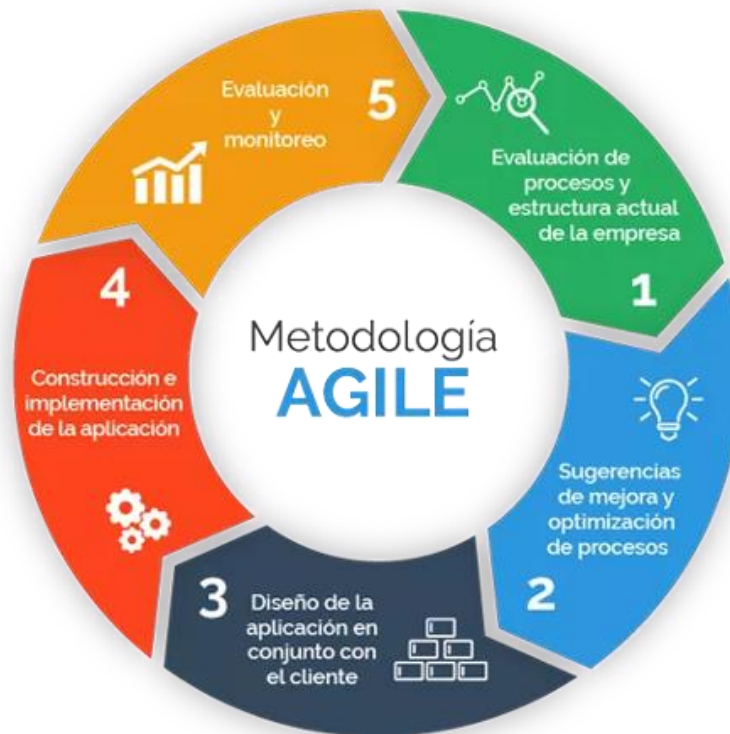 Metodología
AGILE
Evaluación de
procesos y
estructura actual
de la empresa
1
Sugerencias
de mejora y
optimización
de procesos
2
3
Diseño de la
aplicación en
conjunto con
el cliente
4
Construcción e
implementación
de la aplicación
5
Evaluación
y
monitoreo